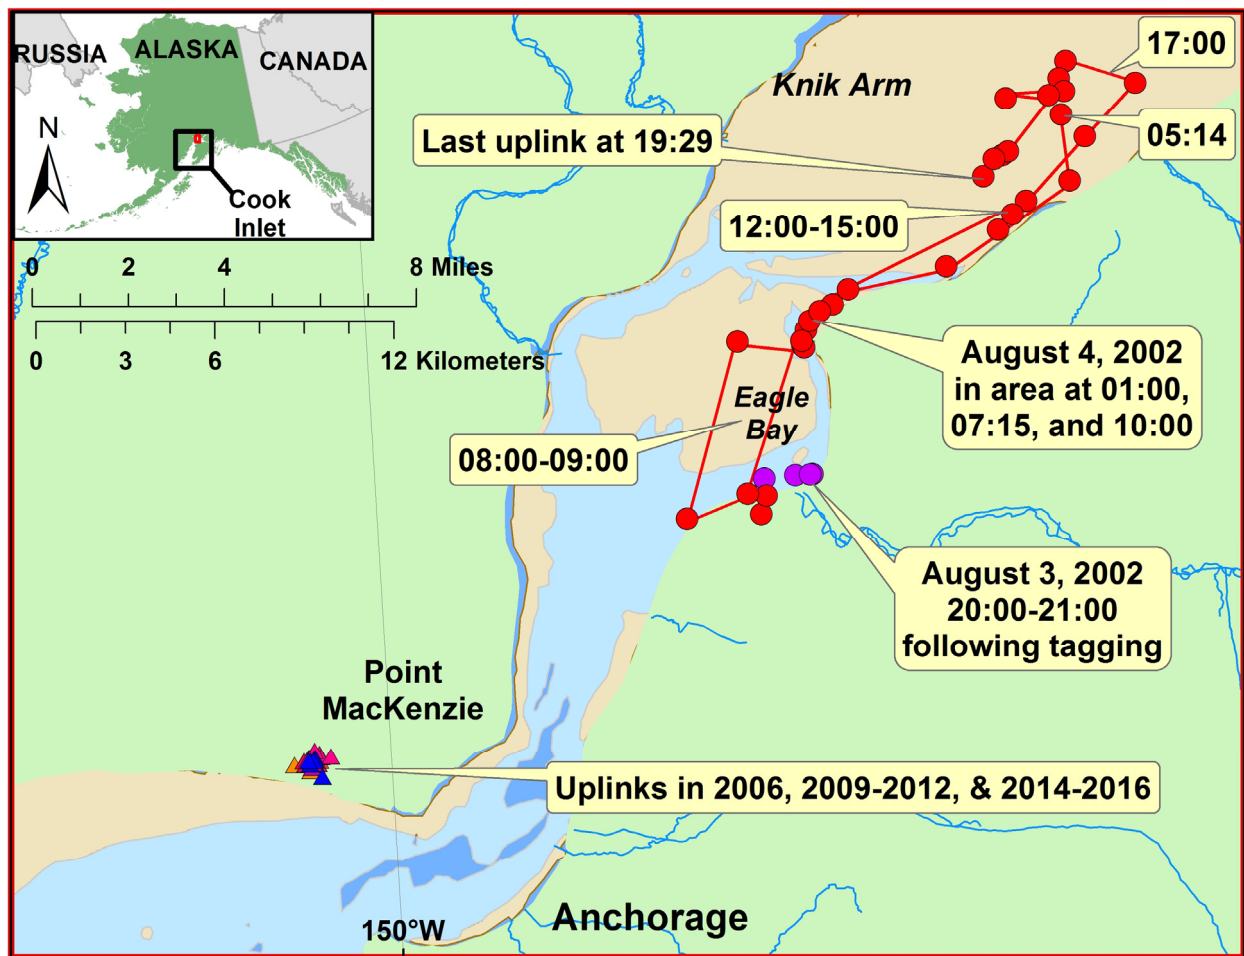 RUSSIA
ALASKA
CANADA
N
Cook
Inlet
0 2 4 8 Miles
0 3 6 12 Kilometers
Knik Arm
17:00
05:14
Last uplink at 19:29
12:00-15:00
August 4, 2002
in area at 01:00,
07:15, and 10:00
Eagle
Bay
08:00-09:00
August 3, 2002
20:00-21:00
following tagging
Point
MacKenzie
Uplinks in 2006, 2009-2012, & 2014-2016
Anchorage
150°W